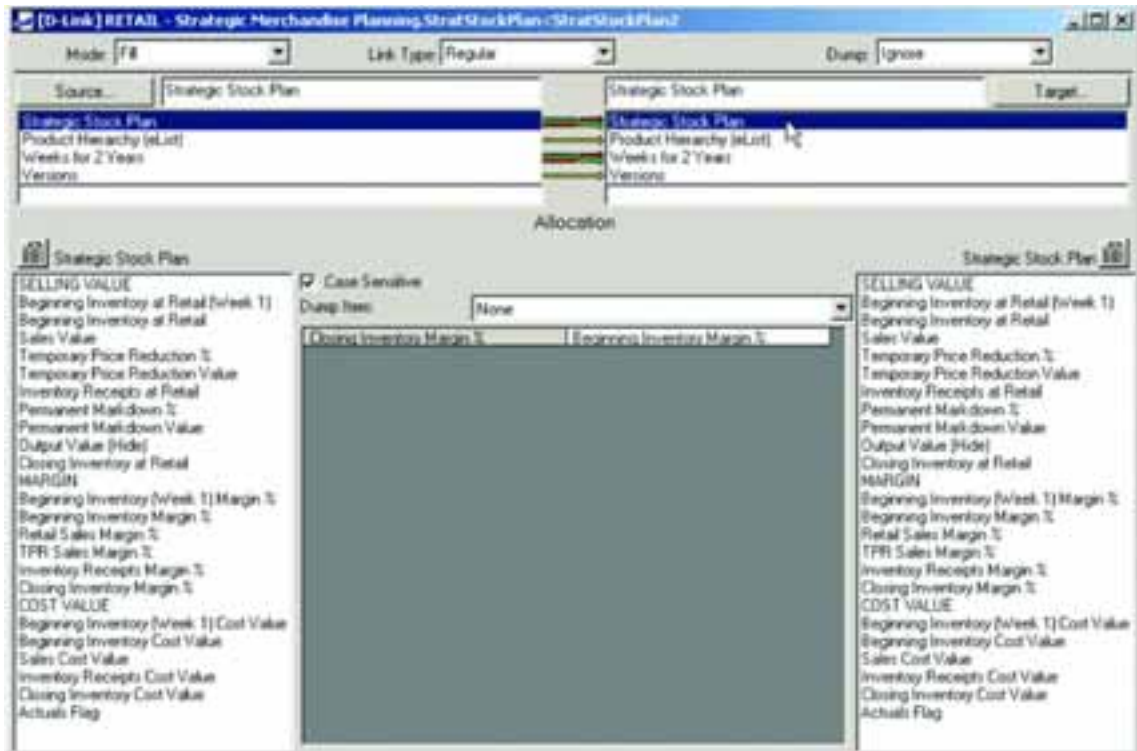 [D-Link] RETAIL - Strategic Merchandise Planning.StratStockPlan<StratStockPlan2
Mode: Fill Link Type: Regular Dump: Ignore
Source... Strategic Stock Plan Strategic Stock Plan Target...
Strategic Stock Plan Strategic Stock Plan
Product Hierarchy (eList) Product Hierarchy (eList)
Weeks for 2 Years Weeks for 2 Years
Versions Versions
Allocation
Strategic Stock Plan Strategic Stock Plan
Case Sensitive
Dump Item: None
Closing Inventory Margin % Beginning Inventory Margin %
SELLING VALUE
Beginning Inventory at Retail (Week 1)
Beginning Inventory at Retail
Sales Value
Temporary Price Reduction %
Temporary Price Reduction Value
Inventory Receipts at Retail
Permanent Markdown %
Permanent Markdown Value
Output Value (Hide)
Closing Inventory at Retail
MARGIN
Beginning Inventory (Week 1) Margin %
Beginning Inventory Margin %
Retail Sales Margin %
TPR Sales Margin %
Inventory Receipts Margin %
Closing Inventory Margin %
COST VALUE
Beginning Inventory (Week 1) Cost Value
Beginning Inventory Cost Value
Sales Cost Value
Inventory Receipts Cost Value
Closing Inventory Cost Value
Actuals Flag
SELLING VALUE
Beginning Inventory at Retail (Week 1)
Beginning Inventory at Retail
Sales Value
Temporary Price Reduction %
Temporary Price Reduction Value
Inventory Receipts at Retail
Permanent Markdown %
Permanent Markdown Value
Output Value (Hide)
Closing Inventory at Retail
MARGIN
Beginning Inventory (Week 1) Margin %
Beginning Inventory Margin %
Retail Sales Margin %
TPR Sales Margin %
Inventory Receipts Margin %
Closing Inventory Margin %
COST VALUE
Beginning Inventory (Week 1) Cost Value
Beginning Inventory Cost Value
Sales Cost Value
Inventory Receipts Cost Value
Closing Inventory Cost Value
Actuals Flag